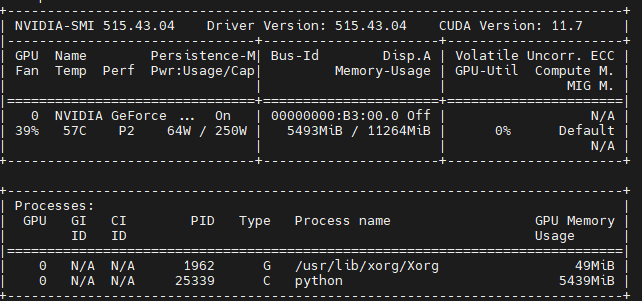 NVIDIA-SMI 515.43.04    Driver Version: 515.43.04    CUDA Version: 11.7
GPU  Name        Persistence-M| Bus-Id        Disp.A | Volatile Uncorr. ECC
Fan  Temp  Perf  Pwr:Usage/Cap|         Memory-Usage | GPU-Util  Compute M.
MIG M.
0  NVIDIA GeForce ...  On | 00000000:B3:00.0 Off | N/A
39%   57C    P2    64W / 250W | 5493MiB / 11264MiB | 0%      Default
N/A
Processes:
GPU   GI   CI        PID   Type   Process name                  GPU Memory
ID   ID                                                   Usage
0   N/A  N/A      1962      G   /usr/lib/xorg/Xorg                 49MiB
0   N/A  N/A     25339      C   python                           5439MiB